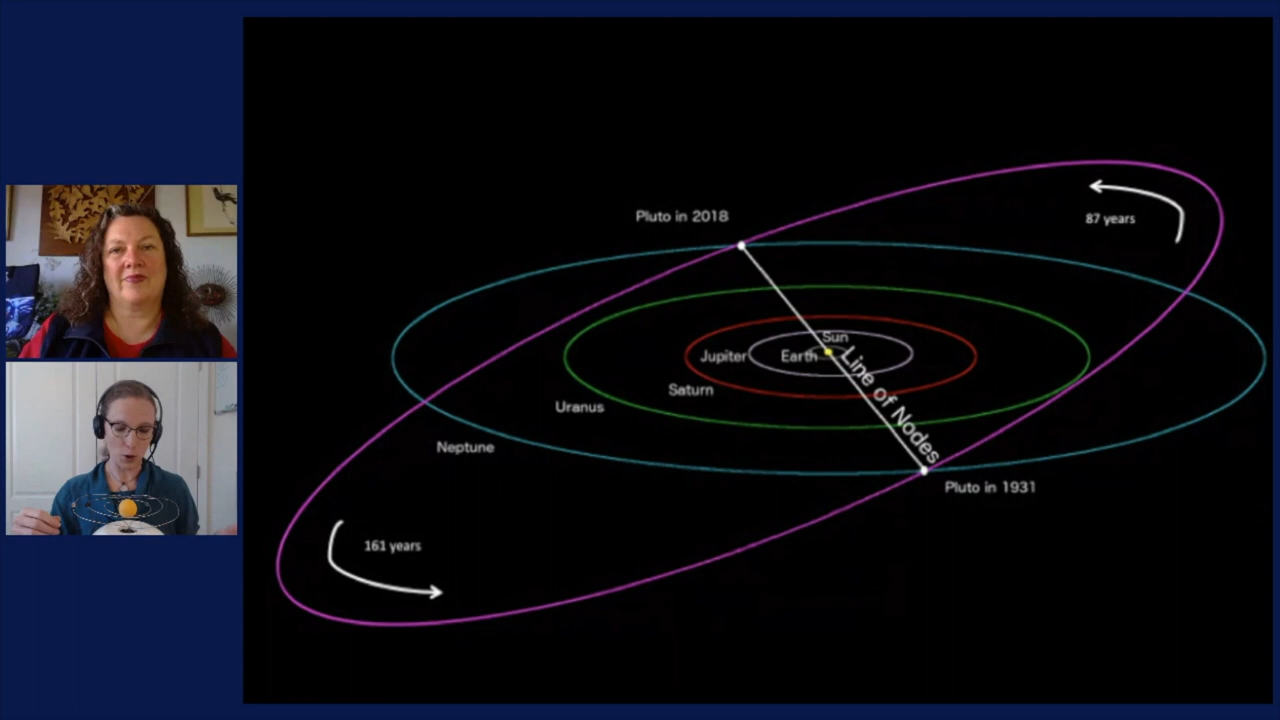 Pluto in 2018
87 years
Sun
Jupiter
Earth
Saturn
Line of Nodes
Uranus
Neptune
Pluto in 1931
161 years